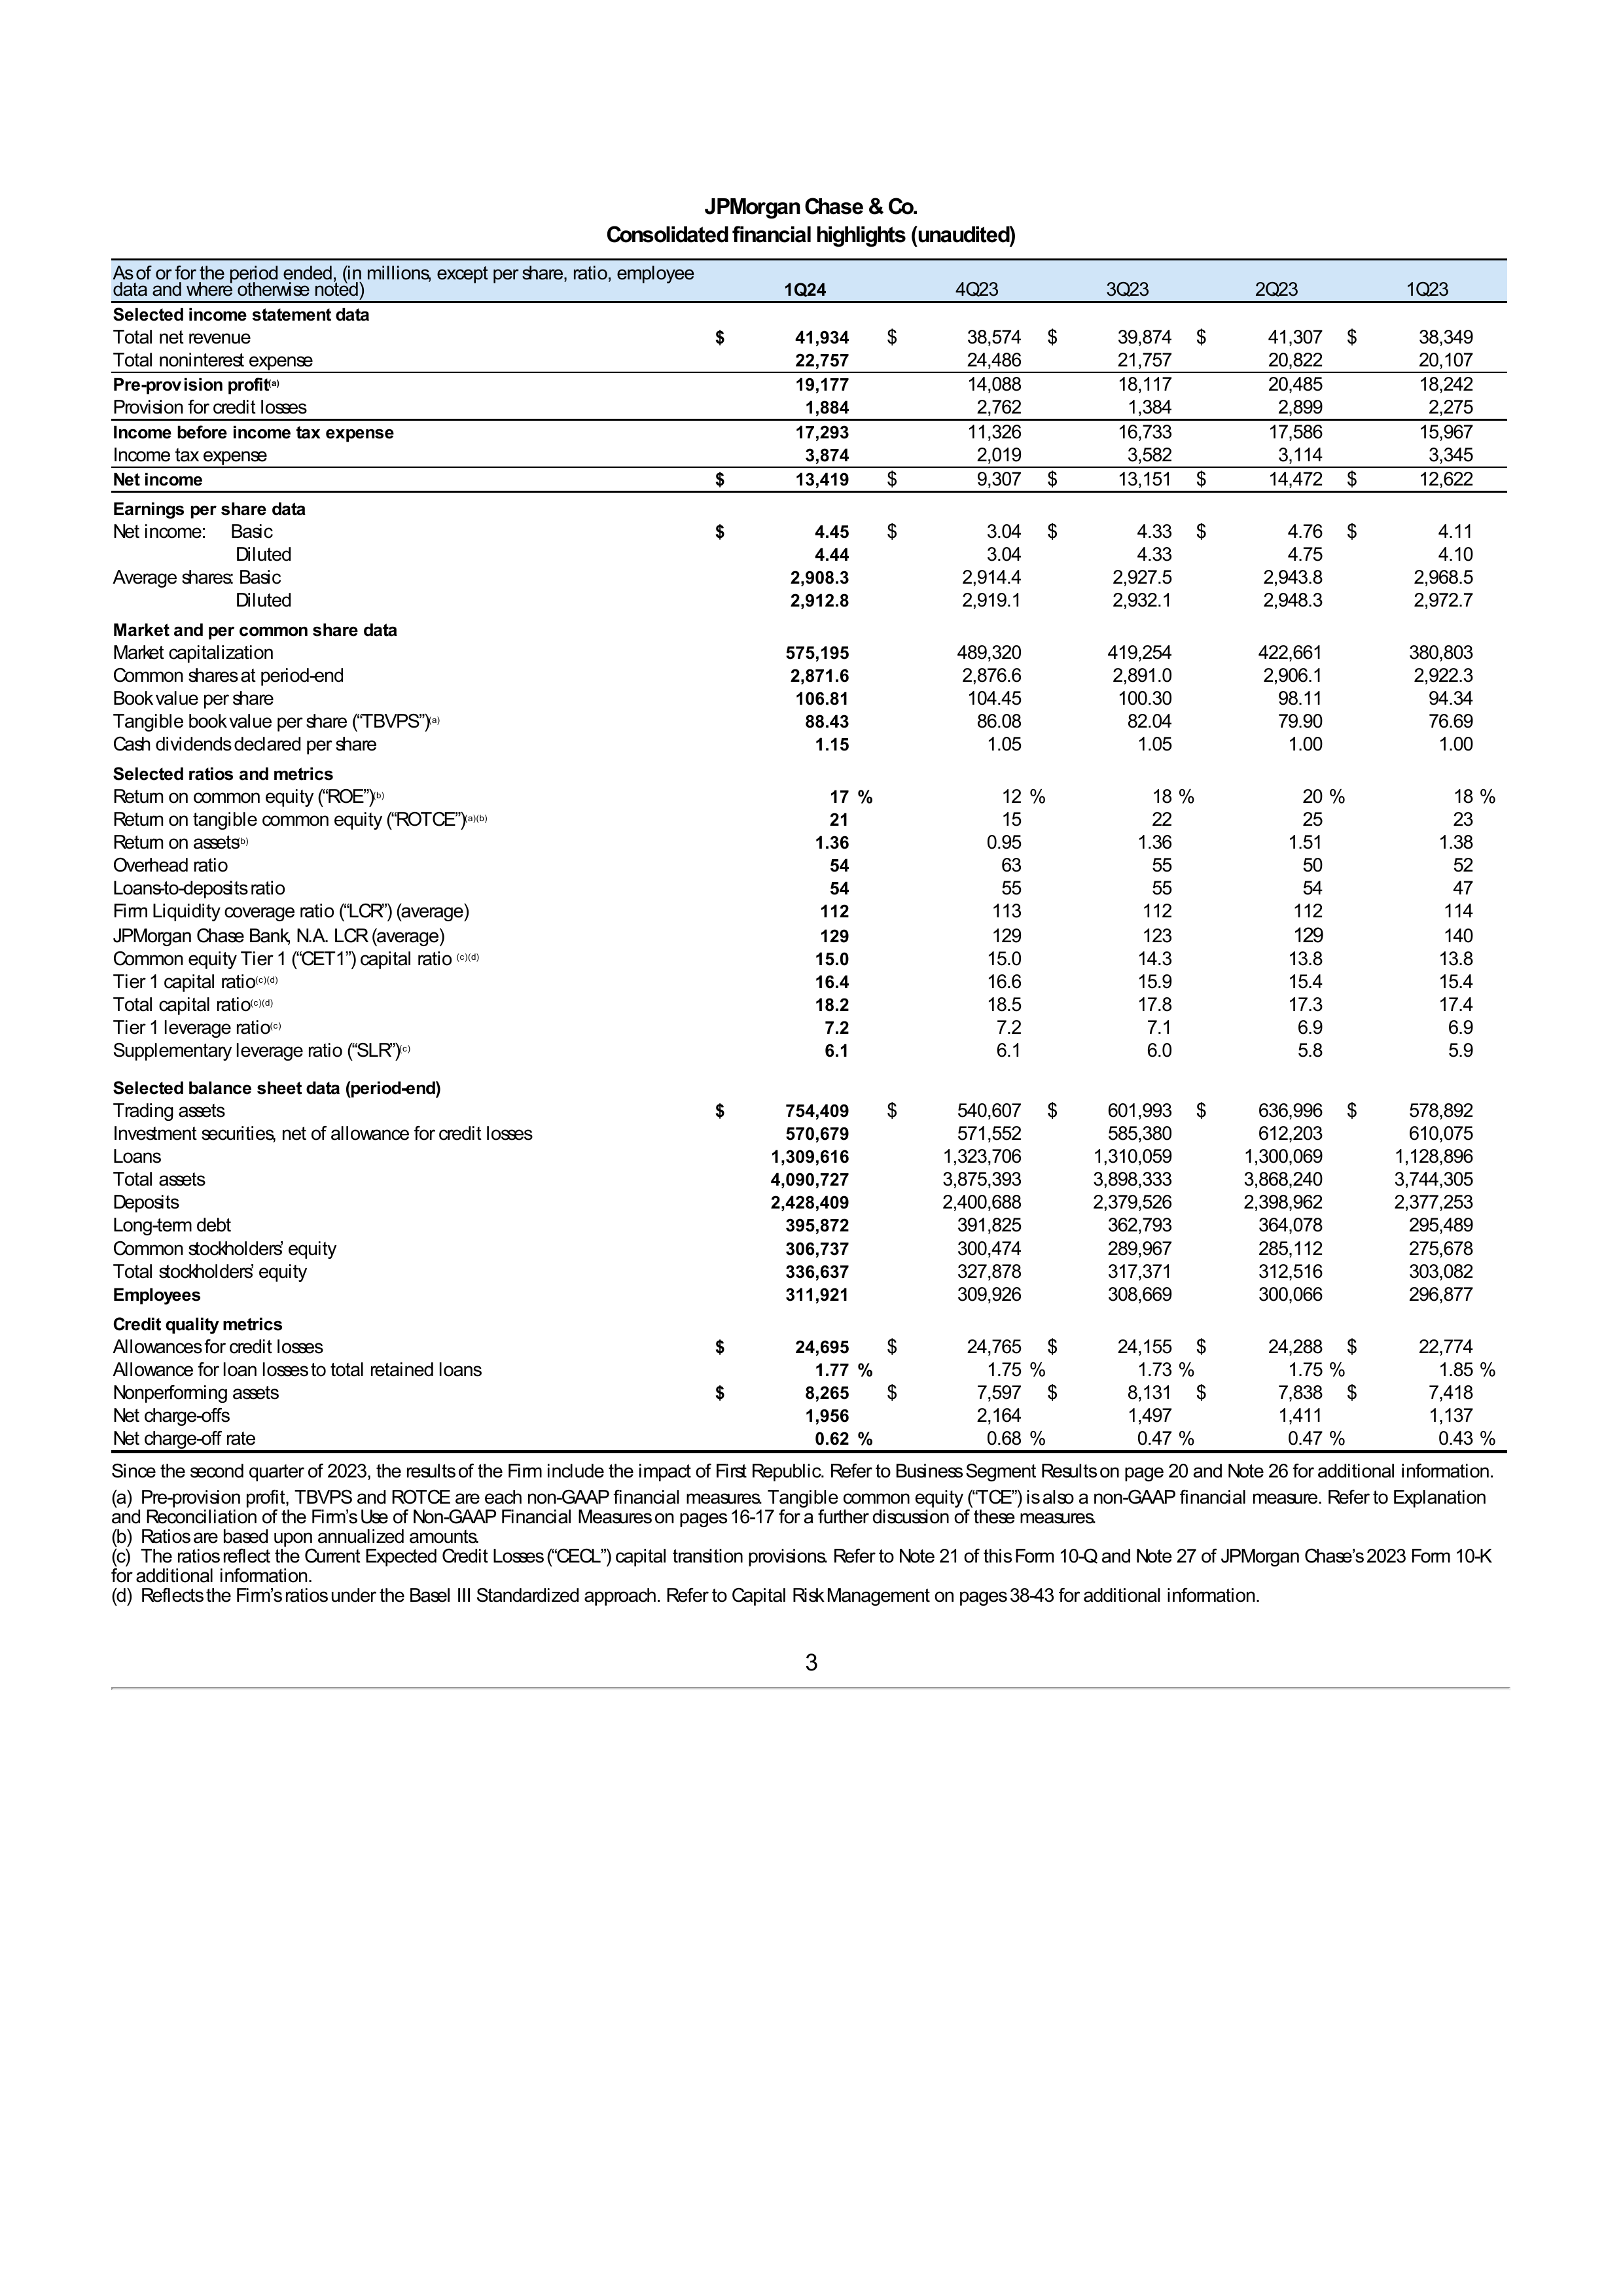 JPMorgan Chase & Co.
Consolidated financial highlights (unaudited)
As of or for the period ended, (in millions, except per share, ratio, employee
data and where otherwise noted) 1Q24 4Q23 3Q23 2Q23 1Q23
Selected income statement data
Total net revenue $ 41,934 $ 38,574 $ 39,874 $ 41,307 $ 38,349
Total noninterest expense 22,757 24,486 21,757 20,822 20,107
Pre-provision profit(a) 19,177 14,088 18,117 20,485 18,242
Provision for credit losses 1,884 2,762 1,384 2,899 2,275
Income before income tax expense 17,293 11,326 16,733 17,586 15,967
Income tax expense 3,874 2,019 3,582 3,114 3,345
Net income $ 13,419 $ 9,307 $ 13,151 $ 14,472 $ 12,622
Earnings per share data
Net income: Basic $ 4.45 $ 3.04 $ 4.33 $ 4.76 $ 4.11
Diluted 4.44 3.04 4.33 4.75 4.10
Average shares: Basic 2,908.3 2,914.4 2,927.5 2,943.8 2,968.5
Diluted 2,912.8 2,919.1 2,932.1 2,948.3 2,972.7
Market and per common share data
Market capitalization 575,195 489,320 419,254 422,661 380,803
Common shares at period-end 2,871.6 2,876.6 2,891.0 2,906.1 2,922.3
Book value per share 106.81 104.45 100.30 98.11 94.34
Tangible book value per share (“TBVPS”)(a) 88.43 86.08 82.04 79.90 76.69
Cash dividends declared per share 1.15 1.05 1.05 1.00 1.00
Selected ratios and metrics
Return on common equity (“ROE”)(b) 17 % 12 % 18 % 20 % 18 %
Return on tangible common equity (“ROTCE”)(a)(b) 21 15 22 25 23
Return on assets(b) 1.36 0.95 1.36 1.51 1.38
Overhead ratio 54 63 55 50 52
Loans-to-deposits ratio 54 55 55 54 47
Firm Liquidity coverage ratio (“LCR”) (average) 112 113 112 112 114
JPMorgan Chase Bank, N.A. LCR (average) 129 129 123 129 140
Common equity Tier 1 (“CET1”) capital ratio (c)(d) 15.0 15.0 14.3 13.8 13.8
Tier 1 capital ratio(c)(d) 16.4 16.6 15.9 15.4 15.4
Total capital ratio(c)(d) 18.2 18.5 17.8 17.3 17.4
Tier 1 leverage ratio(c) 7.2 7.2 7.1 6.9 6.9
Supplementary leverage ratio (“SLR”)(c) 6.1 6.1 6.0 5.8 5.9
Selected balance sheet data (period-end)
Trading assets $ 754,409 $ 540,607 $ 601,993 $ 636,996 $ 578,892
Investment securities, net of allowance for credit losses 570,679 571,552 585,380 612,203 610,075
Loans 1,309,616 1,323,706 1,310,059 1,300,069 1,128,896
Total assets 4,090,727 3,875,393 3,898,333 3,868,240 3,744,305
Deposits 2,428,409 2,400,688 2,379,526 2,398,962 2,377,253
Long-term debt 395,872 391,825 362,793 364,078 295,489
Common stockholders’ equity 306,737 300,474 289,967 285,112 275,678
Total stockholders’ equity 336,637 327,878 317,371 312,516 303,082
Employees 311,921 309,926 308,669 300,066 296,877
Credit quality metrics
Allowances for credit losses $ 24,695 $ 24,765 $ 24,155 $ 24,288 $ 22,774
Allowance for loan losses to total retained loans 1.77 % 1.75 % 1.73 % 1.75 % 1.85 %
Nonperforming assets $ 8,265 $ 7,597 $ 8,131 $ 7,838 $ 7,418
Net charge-offs 1,956 2,164 1,497 1,411 1,137
Net charge-off rate 0.62 % 0.68 % 0.47 % 0.47 % 0.43 %
Since the second quarter of 2023, the results of the Firm include the impact of First Republic. Refer to Business Segment Results on page 20 and Note 26 for additional information.
(a) Pre-provision profit, TBVPS and ROTCE are each non-GAAP financial measures. Tangible common equity (“TCE”) is also a non-GAAP financial measure. Refer to Explanation
and Reconciliation of the Firm’s Use of Non-GAAP Financial Measures on pages 16-17 for a further discussion of these measures.
(b) Ratios are based upon annualized amounts.
(c) The ratios reflect the Current Expected Credit Losses (“CECL”) capital transition provisions. Refer to Note 21 of this Form 10-Q and Note 27 of JPMorgan Chase’s 2023 Form 10-K
for additional information.
(d) Reflects the Firm’s ratios under the Basel III Standardized approach. Refer to Capital Risk Management on pages 38-43 for additional information.
3